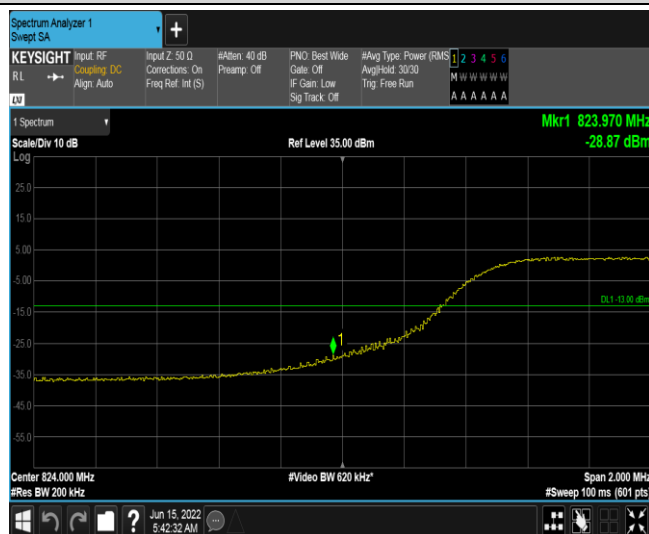 Spectrum Analyzer 1
Swept SA
+
KEYSIGHT
RL
LXI
Input: RF
Coupling: DC
Align: Auto
Input Z: 50 Ω
Corrections: On
Freq Ref: Int (S)
#Atten: 40 dB
Preamp: Off
PNO: Best Wide
Gate: Off
IF Gain: Low
Sig Track: Off
#Avg Type: Power (RMS
Avg|Hold: 30/30
Trig: Free Run
1 2 3 4 5 6
M W W W W W
A A A A A A
1 Spectrum
Scale/Div 10 dB
Ref Level 35.00 dBm
Mkr1 823.970 MHz
-28.87 dBm
Log
25.0
15.0
5.00
-5.00
DL1 -13.00 dBm
-15.0
1
-25.0
-35.0
-45.0
-55.0
Center 824.000 MHz
#Video BW 620 kHz*
Span 2.000 MHz
#Res BW 200 kHz
#Sweep 100 ms (601 pts)
?
Jun 15, 2022
5:42:32 AM